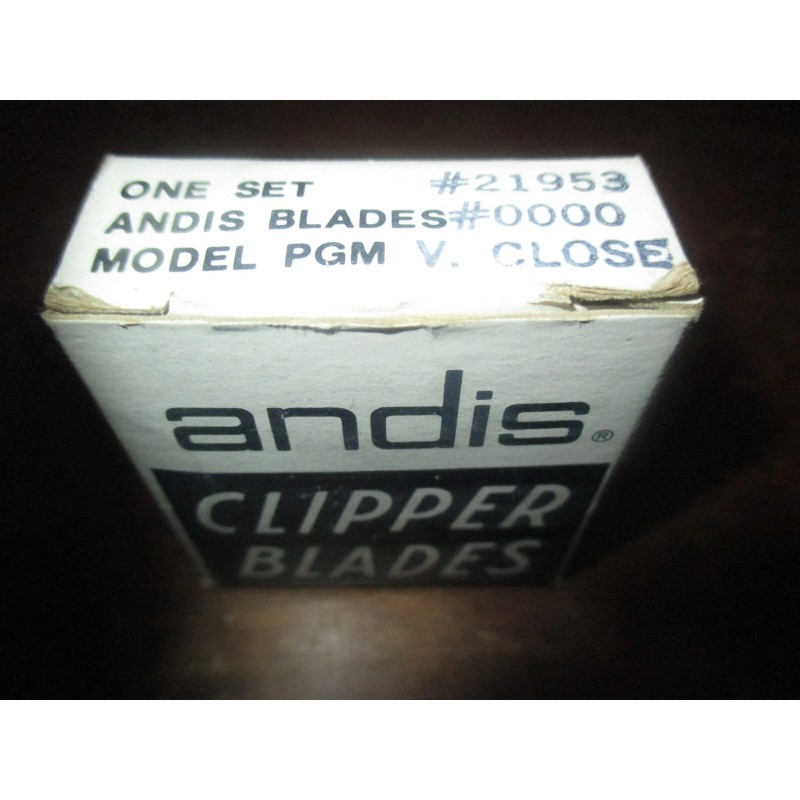 ONE SET #21953
ANDIS BLADES #0000
MODEL PGM V. CLOSE
andis®
CLIPPER
BLADES